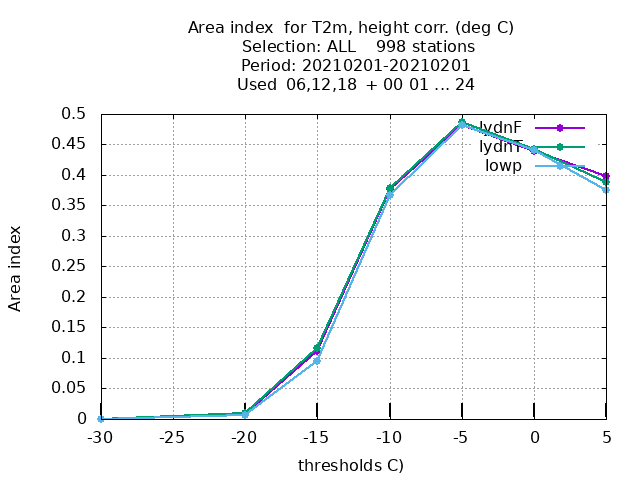 Area index for T2m, height corr. (deg C)
Selection: ALL 998 stations
Period: 20210201-20210201
Used 06,12,18 + 00 01 ... 24
0.5
0.45
0.4
0.35
0.3
0.25
0.2
0.15
0.1
0.05
0
Area index
lydnF
lydnT
lowp
-30 -25 -20 -15 -10 -5 0 5
thresholds C)